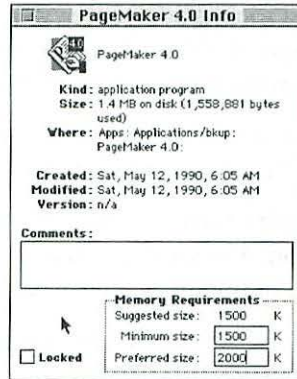 PageMaker 4.0 Info
PageMaker 4.0
Kind: application program
Size: 1.4 MB on disk (1,558,881 bytes
used)
Where: Apps: Applications/bkup:
PageMaker 4.0:
Created: Sat, May 12, 1990, 6:05 AM
Modified: Sat, May 12, 1990, 6:05 AM
Version: n/a
Comments:
Memory Requirements
Suggested size: 1500 K
Minimum size: 1500 K
Locked
Preferred size: 2000 K